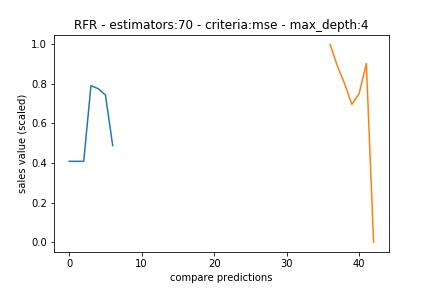 RFR - estimators:70 - criteria:mse - max_depth:4
1.0
0.8
0.6
0.4
0.2
0.0
sales value (scaled)
0 10 20 30 40
compare predictions